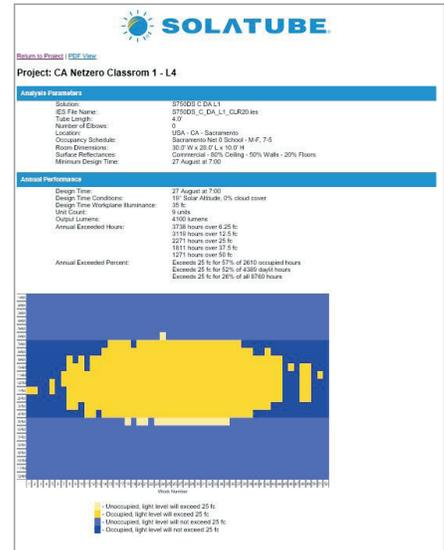 SOLATUBE.
Return to Project | PDF View
Project: CA Netzero Classrom 1 - L4
Analysis Parameters
Solution: S750DS C DA L1
IES File Name: S750DS_C_DA_L1_CLR20.ies
Tube Length: 4.0'
Number of Elbows: 0
Location: USA - CA - Sacramento
Occupancy Schedule: Sacramento Net 0 School - M-F, 7-5
Room Dimensions: 30.0' W x 28.0' L x 10.0' H
Surface Reflectances: Commercial - 80% Ceiling - 50% Walls - 20% Floors
Minimum Design Time: 27 August at 7:00
Annual Performance
Design Time: 27 August at 7:00
Design Time Conditions: 19° Solar Altitude, 0% cloud cover
Design Time Workplane Illuminance: 35 fc
Unit Count: 9 units
Output Lumens: 4100 lumens
Annual Exceeded Hours: 3738 hours over 6.25 fc
3119 hours over 12.5 fc
2271 hours over 25 fc
1811 hours over 37.5 fc
1271 hours over 50 fc
Annual Exceeded Percent: Exceeds 25 fc for 57% of 2610 occupied hours
Exceeds 25 fc for 52% of 4389 daylit hours
Exceeds 25 fc for 26% of all 8760 hours
Week Number
- Unoccupied, light level will exceed 25 fc
- Occupied, light level will exceed 25 fc
- Unoccupied, light level will not exceed 25 fc
- Occupied, light level will not exceed 25 fc